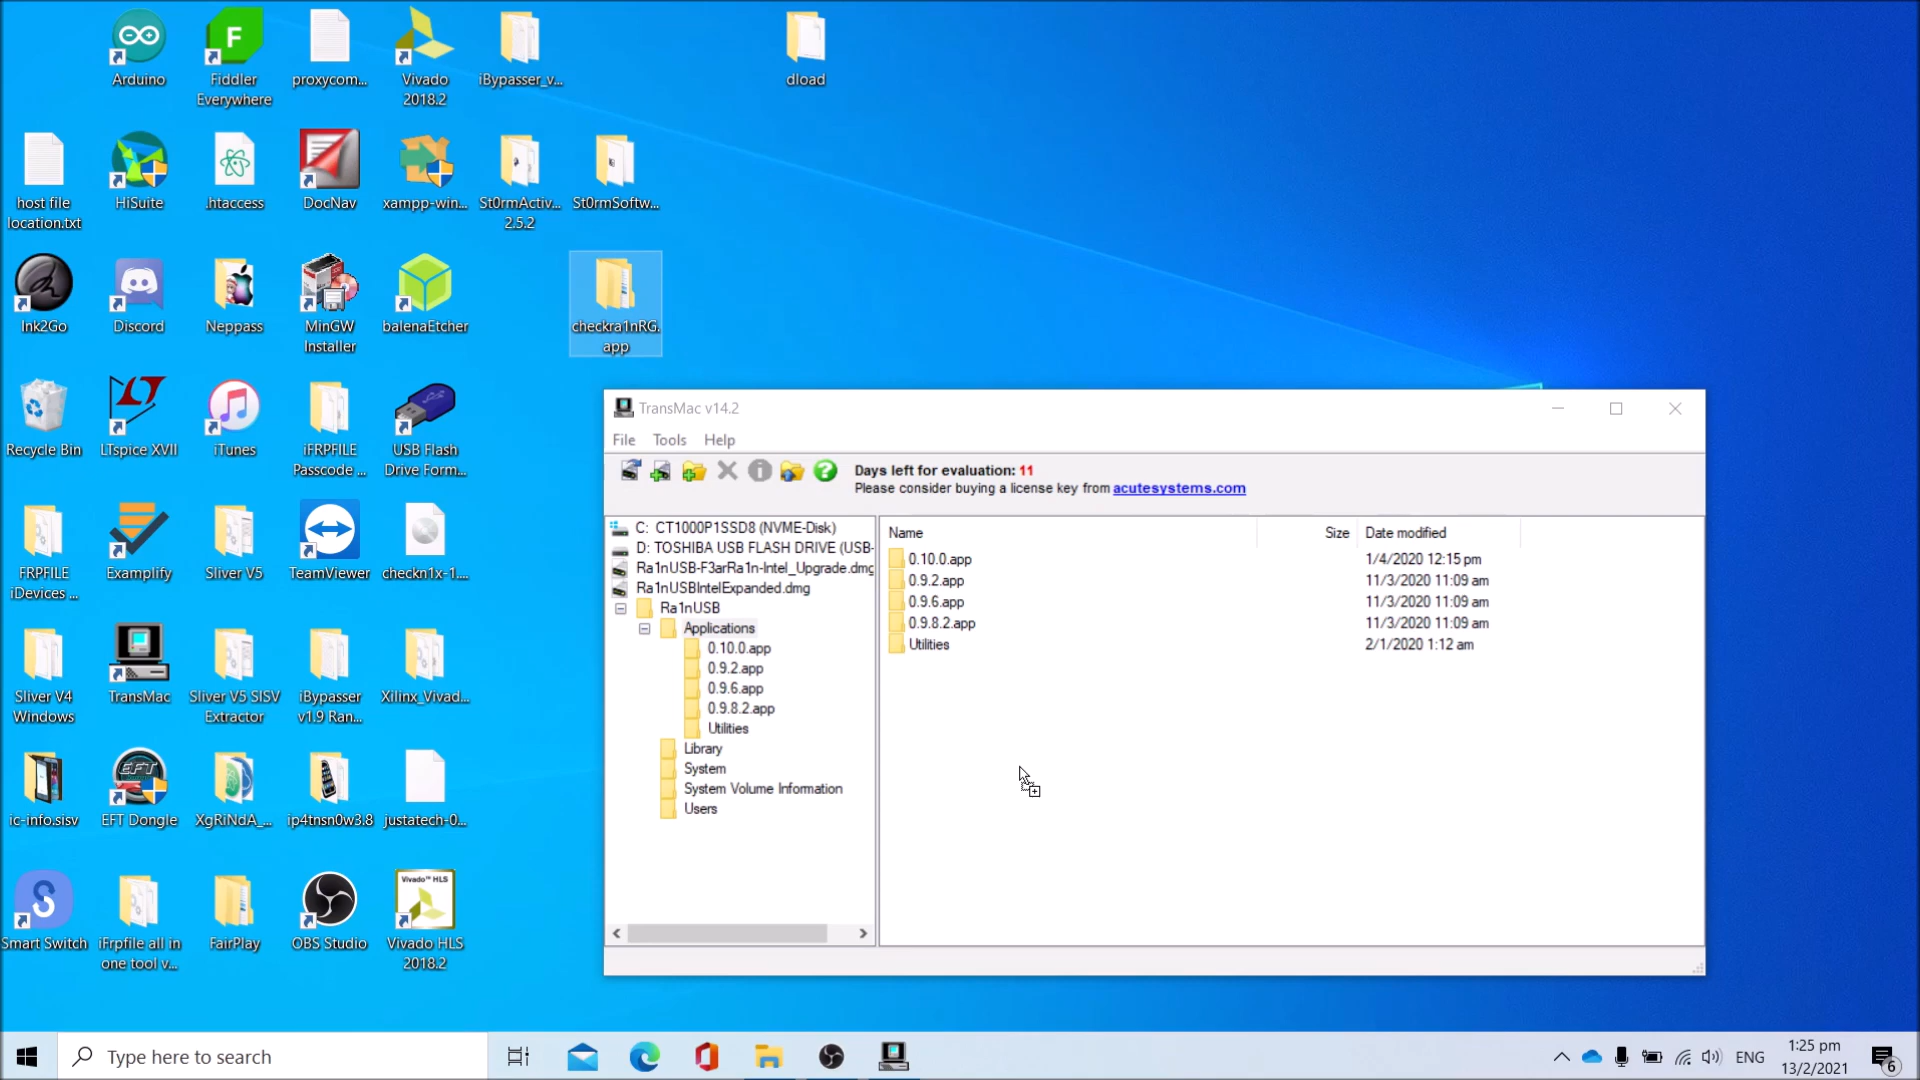 Arduino
Fiddler
Everywhere
proxycom...
Vivado
2018.2
iBypasser_v...
dload
host file
location.txt
HiSuite
.htaccess
DocNav
xampp-win...
St0rmActiv...
2.5.2
St0rmSoftw...
Ink2Go
Discord
Neppass
MinGW
Installer
balenaEtcher
checkra1nRG.
app
Recycle Bin
LTspice XVII
iTunes
iFRPFILE
Passcode ...
USB Flash
Drive Form...
FRPFILE
iDevices ...
Examplify
Sliver V5
TeamViewer
checkn1x-1....
Sliver V4
Windows
TransMac
Sliver V5 SISV
Extractor
iBypasser
v1.9 Ran...
Xilinx_Vivad...
ic-info.sisv
EFT
EFT Dongle
XgRiNdA_...
ip4tnsn0w3.8
justatech-0...
Smart Switch
iFrpfile all in
one tool v...
FairPlay
OBS Studio
Vivado™ HLS
Vivado HLS
2018.2
TransMac v14.2
File Tools Help
Days left for evaluation: 11
Please consider buying a license key from acutesystems.com
C: CT1000P1SSD8 (NVME-Disk)
D: TOSHIBA USB FLASH DRIVE (USB-
Ra1nUSB-F3arRa1n-Intel_Upgrade.dmg
Ra1nUSBIntelExpanded.dmg
Ra1nUSB
Applications
0.10.0.app
0.9.2.app
0.9.6.app
0.9.8.2.app
Utilities
Library
System
System Volume Information
Users
Name Size Date modified
0.10.0.app 1/4/2020 12:15 pm
0.9.2.app 11/3/2020 11:09 am
0.9.6.app 11/3/2020 11:09 am
0.9.8.2.app 11/3/2020 11:09 am
Utilities 2/1/2020 1:12 am
Type here to search
ENG
1:25 pm
13/2/2021
6